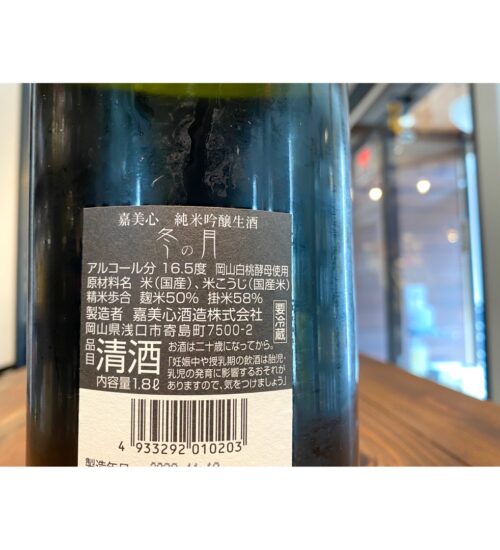 嘉美心 純米吟醸生酒
冬の月
アルコール分 16.5度 岡山白桃酵母使用
原材料名 米(国産)、米こうじ(国産米)
精米歩合 麹米50% 掛米58%
製造者 嘉美心酒造株式会社
岡山県浅口市寄島町7500-2
要冷蔵
品目 清酒
内容量1.8ℓ
お酒は二十歳になってから。
「妊娠中や授乳期の飲酒は胎児・
乳児の発育に影響するおそれが
ありますので、気をつけましょう」
4 933292 010203
製造年月